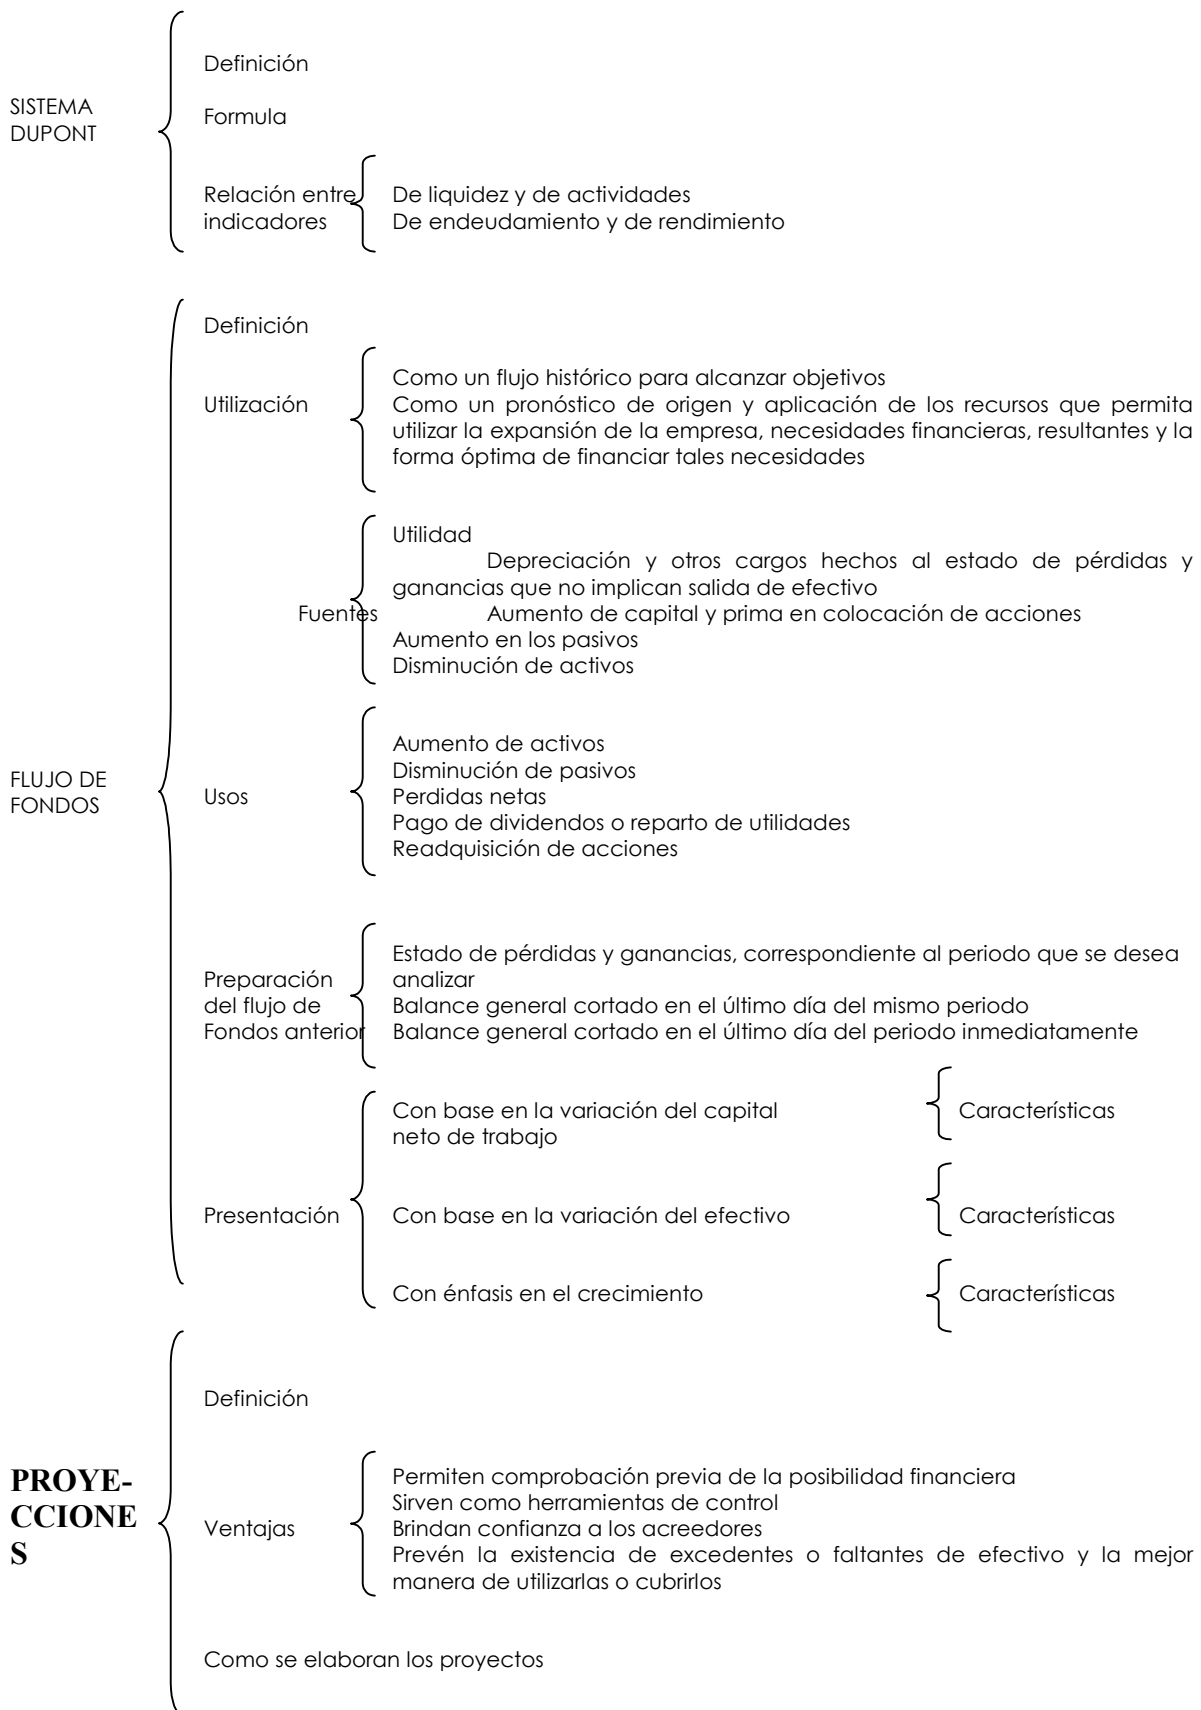 SISTEMA
DUPONT
Definición
Formula
Relación entre
indicadores
De liquidez y de actividades
De endeudamiento y de rendimiento
FLUJO DE
FONDOS
Definición
Utilización
Como un flujo histórico para alcanzar objetivos
Como un pronóstico de origen y aplicación de los recursos que permita
utilizar la expansión de la empresa, necesidades financieras, resultantes y la
forma óptima de financiar tales necesidades
Fuentes
Utilidad
Depreciación y otros cargos hechos al estado de pérdidas y
ganancias que no implican salida de efectivo
Aumento de capital y prima en colocación de acciones
Aumento en los pasivos
Disminución de activos
Usos
Aumento de activos
Disminución de pasivos
Perdidas netas
Pago de dividendos o reparto de utilidades
Readquisición de acciones
Preparación
del flujo de
Fondos anterior
Estado de pérdidas y ganancias, correspondiente al periodo que se desea
analizar
Balance general cortado en el último día del mismo periodo
Balance general cortado en el último día del periodo inmediatamente
Presentación
Con base en la variación del capital
neto de trabajo
Características
Con base en la variación del efectivo
Características
Con énfasis en el crecimiento
Características
PROYE-
CCIONE
S
Definición
Ventajas
Permiten comprobación previa de la posibilidad financiera
Sirven como herramientas de control
Brindan confianza a los acreedores
Prevén la existencia de excedentes o faltantes de efectivo y la mejor
manera de utilizarlas o cubrirlos
Como se elaboran los proyectos